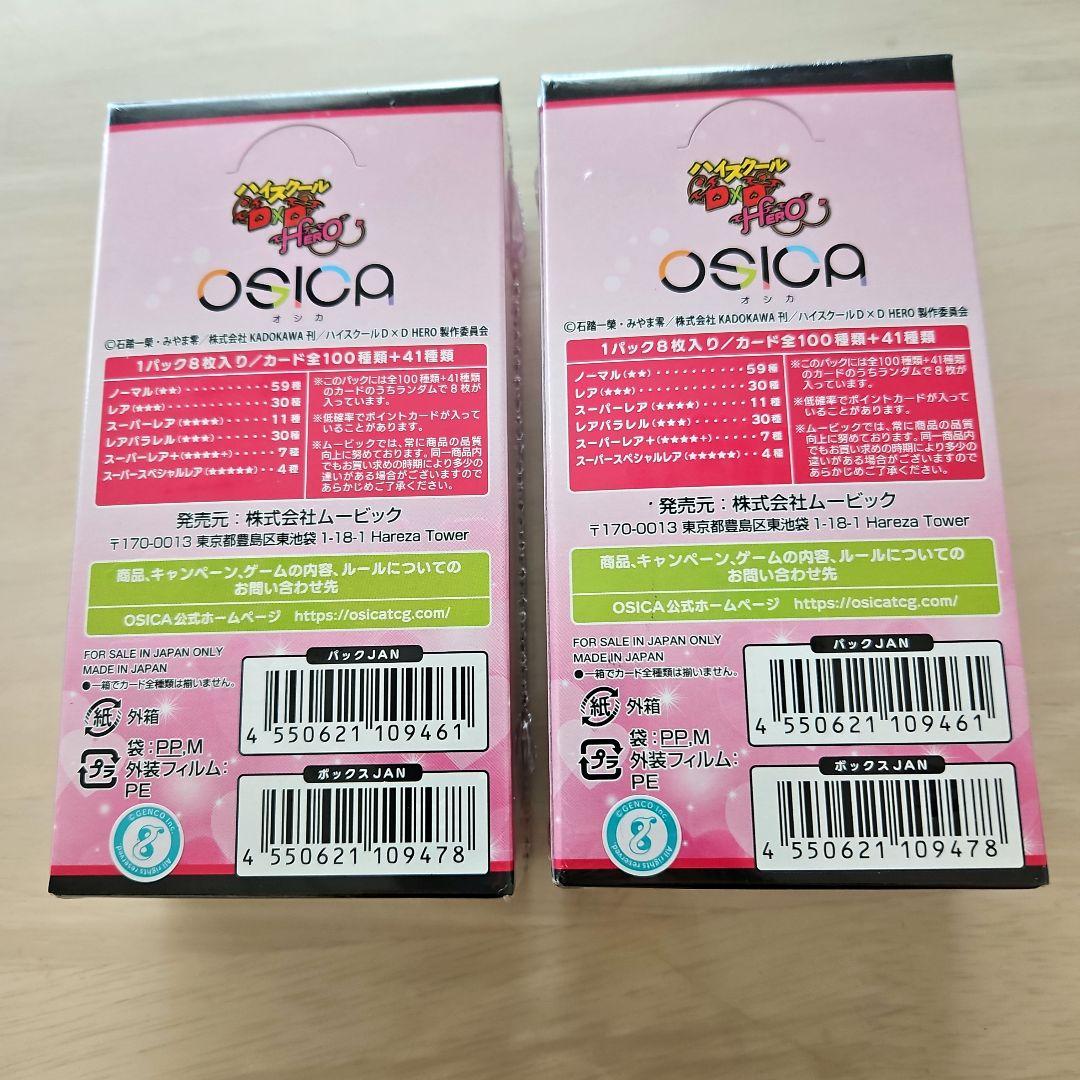 ハイスクール
D×D
HERO
OSICA
オシカ
©石踏一榮・みやま零／株式会社 KADOKAWA 刊／ハイスクールD×D HERO 製作委員会
1パック8枚入り／カード全100種類+41種類
ノーマル(★★)・・・・・・・・・・59種
レア(★★★)・・・・・・・・・・・・30種
スーパーレア(★★★★)・・・・・11種
レアパラレル(★★★)・・・・・・・30種
スーパーレア+(★★★★+)・・・・・7種
スーパースペシャルレア(★★★★★)・・4種
※このパックには全100種類+41種類
のカードのうちランダムで8枚が
入っています。
※低確率でポイントカードが入って
いることがあります。
※ムービックでは、常に商品の品質
向上に努めております。同一商品内
でもお買い求めの時期により多少の
違いがある場合がございますので
あらかじめご了承ください。
発売元：株式会社ムービック
〒170-0013 東京都豊島区東池袋 1-18-1 Hareza Tower
商品、キャンペーン、ゲームの内容、ルールについての
お問い合わせ先
OSICA公式ホームページ https://osicatcg.com/
FOR SALE IN JAPAN ONLY
MADE IN JAPAN
●一箱でカード全種類は揃いません。
紙 外箱
プラ 袋：PP,M
外装フィルム：
PE
©GENCO Inc.
All rights reserved
パックJAN
4 550621 109461
ボックスJAN
4 550621 109478
ハイスクール
D×D
HERO
OSICA
オシカ
©石踏一榮・みやま零／株式会社 KADOKAWA 刊／ハイスクールD×D HERO 製作委員会
1パック8枚入り／カード全100種類+41種類
ノーマル(★★)・・・・・・・・・・59種
レア(★★★)・・・・・・・・・・・・30種
スーパーレア(★★★★)・・・・・11種
レアパラレル(★★★)・・・・・・・30種
スーパーレア+(★★★★+)・・・・・7種
スーパースペシャルレア(★★★★★)・・4種
※このパックには全100種類+41種類
のカードのうちランダムで8枚が
入っています。
※低確率でポイントカードが入って
いることがあります。
※ムービックでは、常に商品の品質
向上に努めております。同一商品内
でもお買い求めの時期により多少の
違いがある場合がございますので
あらかじめご了承ください。
発売元：株式会社ムービック
〒170-0013 東京都豊島区東池袋 1-18-1 Hareza Tower
商品、キャンペーン、ゲームの内容、ルールについての
お問い合わせ先
OSICA公式ホームページ https://osicatcg.com/
FOR SALE IN JAPAN ONLY
MADE IN JAPAN
●一箱でカード全種類は揃いません。
紙 外箱
プラ 袋：PP,M
外装フィルム：
PE
©GENCO Inc.
All rights reserved
パックJAN
4 550621 109461
ボックスJAN
4 550621 109478